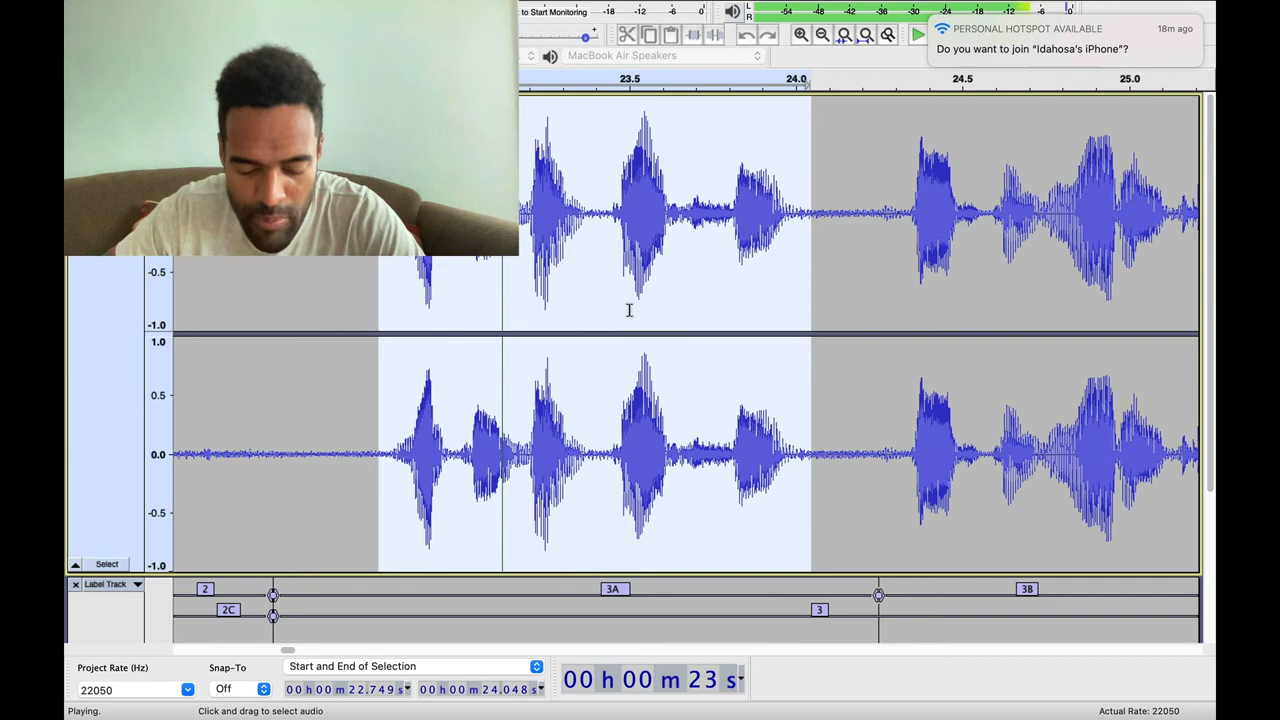 to Start Monitoring
-18
-12
-6
0
L
R
-54
-48
-42
-36
-30
-24
-18
-12
-6
0
PERSONAL HOTSPOT AVAILABLE
18m ago
Do you want to join “Idahosa’s iPhone”?
MacBook Air Speakers
23.5
24.0
24.5
25.0
-0.5
-1.0
1.0
0.5
0.0
-0.5
-1.0
Select
Label Track
2
3A
3B
2C
3
Project Rate (Hz)
Snap-To
Start and End of Selection
22050
Off
00 h 00 m 22.749 s
00 h 00 m 24.048 s
00 h 00 m 23 s
Playing.
Click and drag to select audio
Actual Rate: 22050